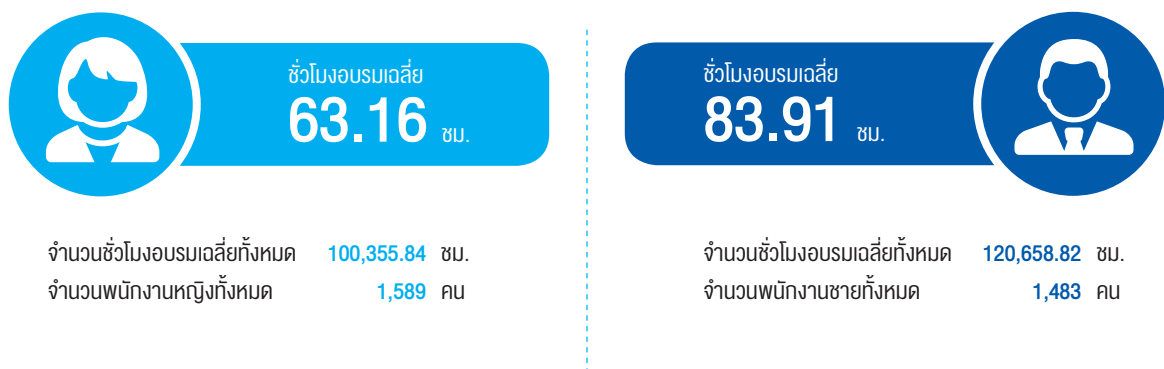 ชั่วโมงอบรมเฉลี่ย
63.16 ชม.
จำนวนชั่วโมงอบรมเฉลี่ยทั้งหมด 100,355.84 ชม.
จำนวนพนักงานหญิงทั้งหมด 1,589 คน
ชั่วโมงอบรมเฉลี่ย
83.91 ชม.
จำนวนชั่วโมงอบรมเฉลี่ยทั้งหมด 120,658.82 ชม.
จำนวนพนักงานชายทั้งหมด 1,483 คน